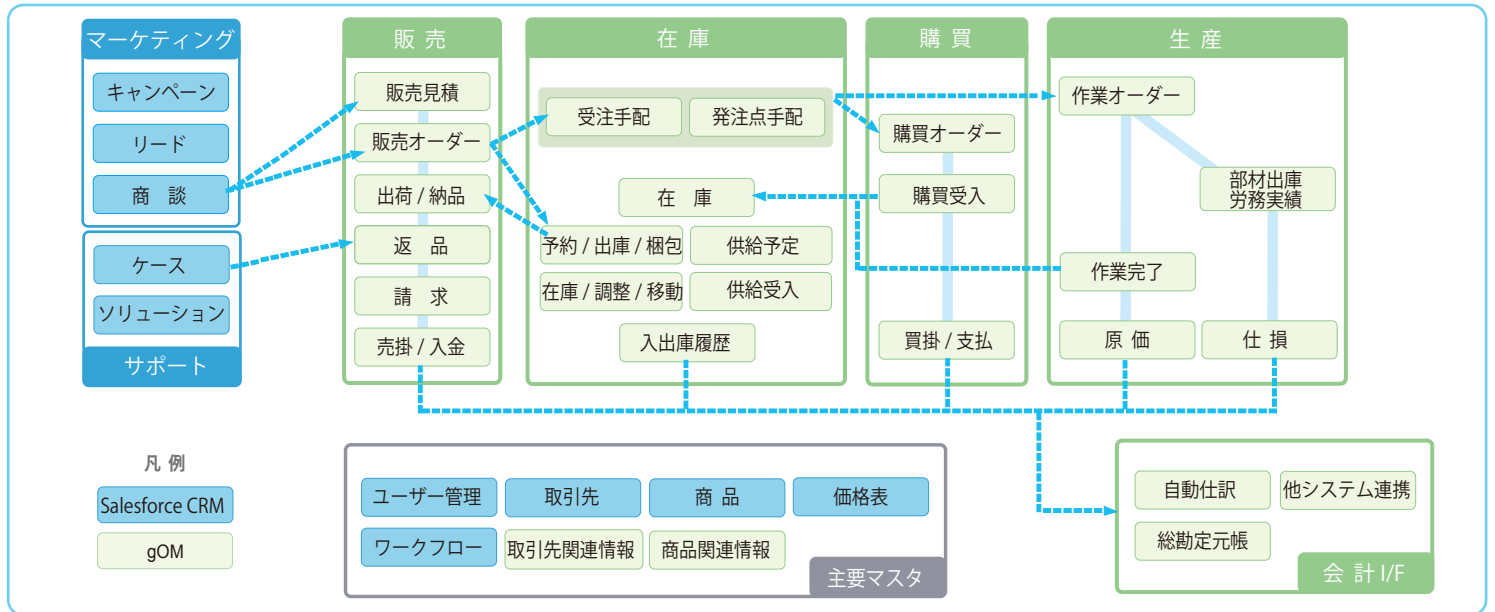 マーケティング
キャンペーン
リード
商 談
ケース
ソリューション
サポート
販 売
販売見積
販売オーダー
出荷 / 納品
返 品
請 求
売掛 / 入金
在 庫
受注手配
発注点手配
在 庫
予約 / 出庫 / 梱包
供給予定
在庫 / 調整 / 移動
供給受入
入出庫履歴
購 買
購買オーダー
購買受入
買掛 / 支払
生 産
作業オーダー
部材出庫
労務実績
作業完了
原 価
仕 損
凡 例
Salesforce CRM
gOM
ユーザー管理
取引先
商 品
価格表
ワークフロー
取引先関連情報
商品関連情報
主要マスタ
自動仕訳
他システム連携
総勘定元帳
会 計 I/F